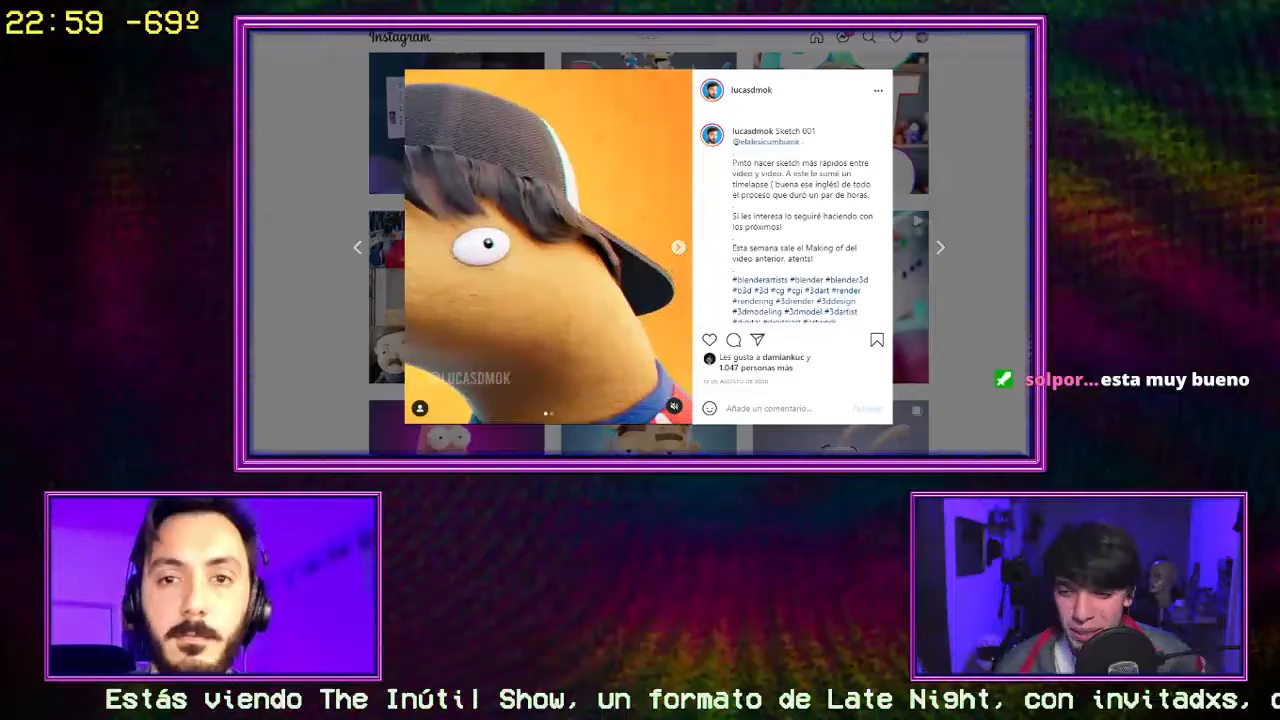 22:59 -69º
Instagram
lucasdmok
lucasdmok Sketch 001
@elalesicumbiaok .
.
Pintó hacer sketch más rápidos entre
video y video. A este le sumé un
timelapse ( buena ese inglés) de todo
el proceso que duró un par de horas.
.
Si les interesa lo seguiré haciendo con
los próximos!
.
Esta semana sale el Making of del
video anterior, atents!
.
#blenderartists #blender #blender3d
#b3d #3d #cg #cgi #3dart #render
#rendering #3drender #3ddesign
#3dmodeling #3dmodel #3dartist
Les gusta a damiankuc y
1.047 personas más
@LUCASDMOK
Añade un comentario...
Publicar
solpor... esta muy bueno
Estás viendo The Inútil Show, un formato de Late Night, con invitadxs,